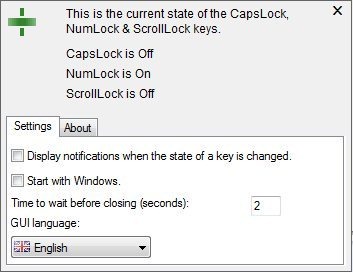 This is the current state of the CapsLock,
NumLock & ScrollLock keys.
CapsLock is Off
NumLock is On
ScrollLock is Off
Settings About
Display notifications when the state of a key is changed.
Start with Windows.
Time to wait before closing (seconds): 2
GUI language:
English